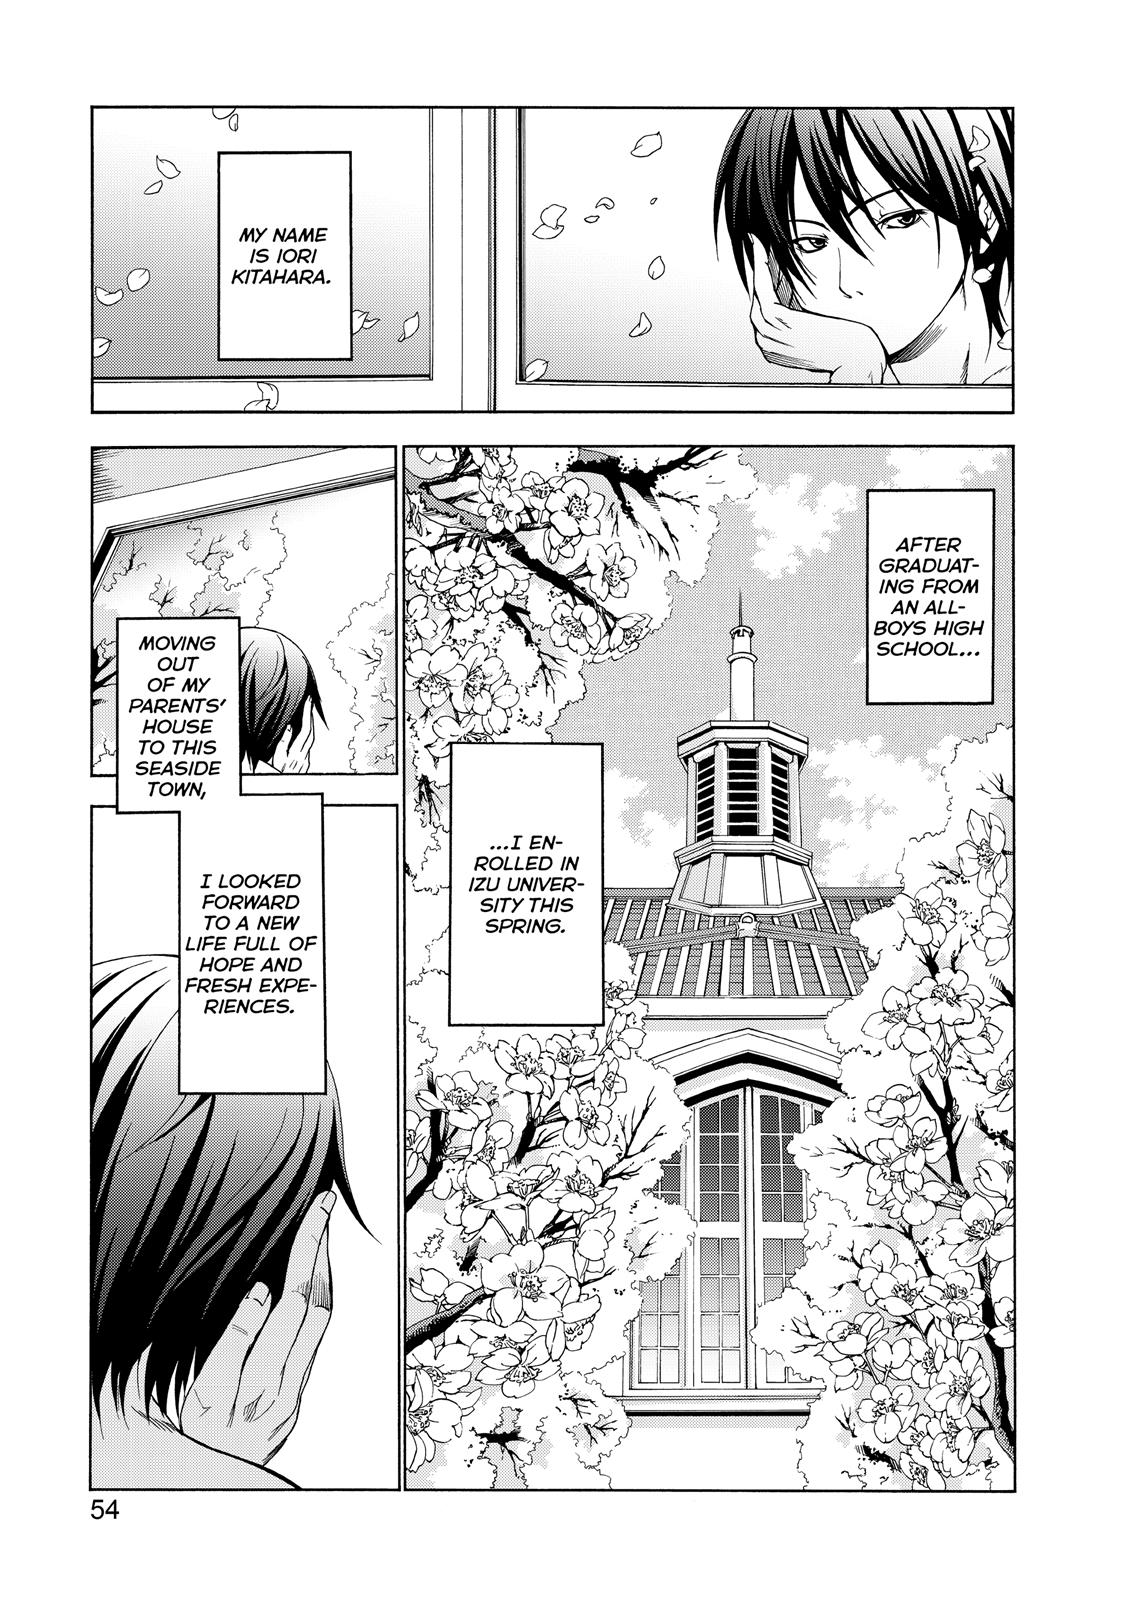 MY NAME
IS IORI
KITAHARA.
AFTER
GRADUAT-
ING FROM
AN ALL-
BOYS HIGH
SCHOOL...
...I EN-
ROLLED IN
IZU UNIVER-
SITY THIS
SPRING.
MOVING
OUT
OF MY
PARENTS'
HOUSE
TO THIS
SEASIDE
TOWN,
I LOOKED
FORWARD
TO A NEW
LIFE FULL OF
HOPE AND
FRESH EXPE-
RIENCES.
54